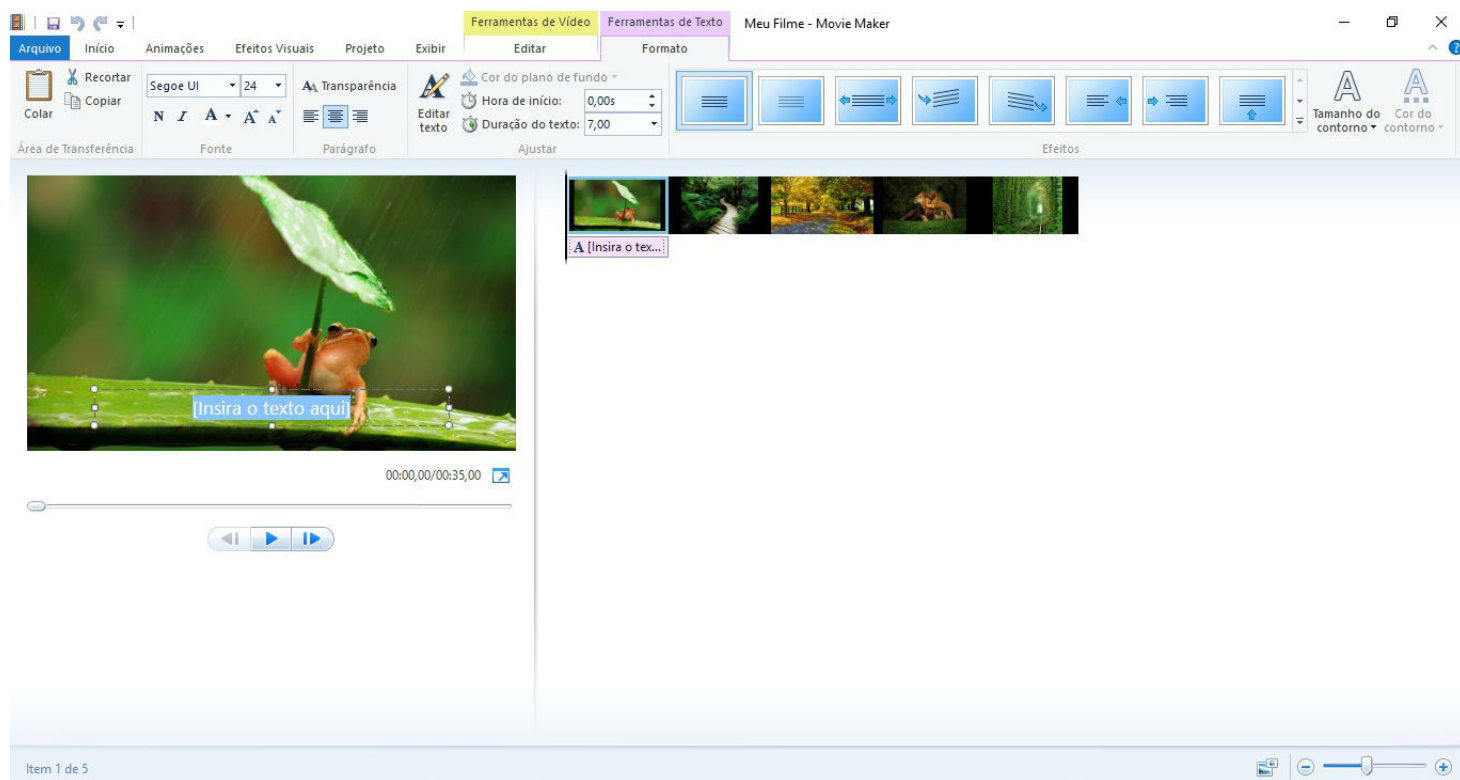 Ferramentas de Vídeo Ferramentas de Texto Meu Filme - Movie Maker
Arquivo Início Animações Efeitos Visuais Projeto Exibir Editar Formato
Colar
Recortar
Copiar
Área de Transferência
Segoe UI 24
N I A A A
Fonte
Transparência
Parágrafo
Editar texto
Cor do plano de fundo
Hora de início: 0,00s
Duração do texto: 7,00
Ajustar
Efeitos
Tamanho do contorno
Cor do contorno
[Insira o texto aqui]
00:00,00/00:35,00
A [Insira o tex...
Item 1 de 5